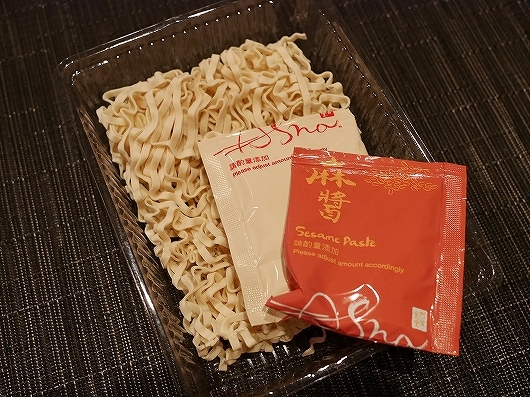 A'Sha
請酌量添加
Please adjust amount accordingly
麻醬
Sesame Paste
請酌量添加
Please adjust amount accordingly
A'Sha